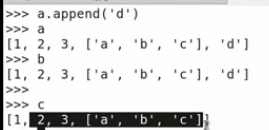 >>> a.append('d')
>>> a
[1, 2, 3, ['a', 'b', 'c'], 'd']
>>> b
[1, 2, 3, ['a', 'b', 'c'], 'd']
>>>
>>> c
[1, 2, 3, ['a', 'b', 'c']]